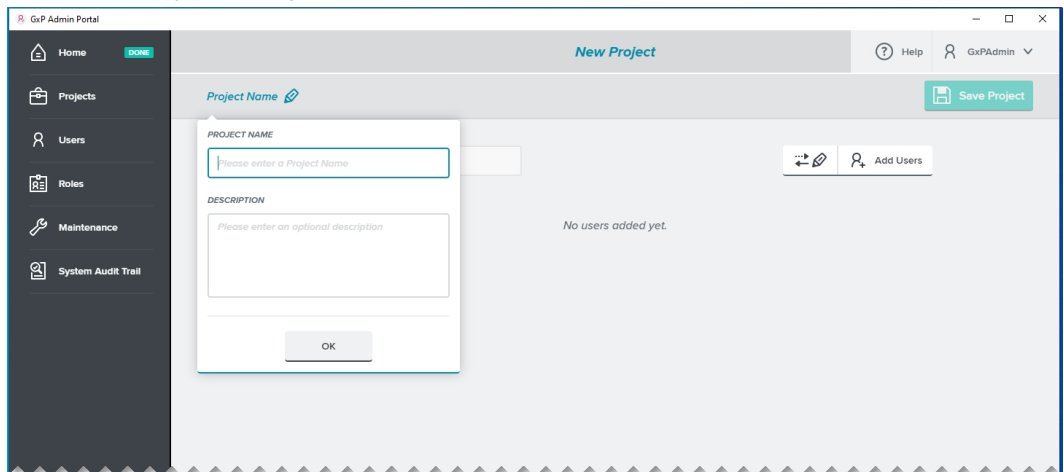 GxP Admin Portal
Home DONE
New Project
? Help GxPAdmin
Projects
Project Name
Save Project
Users
PROJECT NAME
Please enter a Project Name
Add Users
Roles
DESCRIPTION
Maintenance
Please enter an optional description
No users added yet.
System Audit Trail
OK